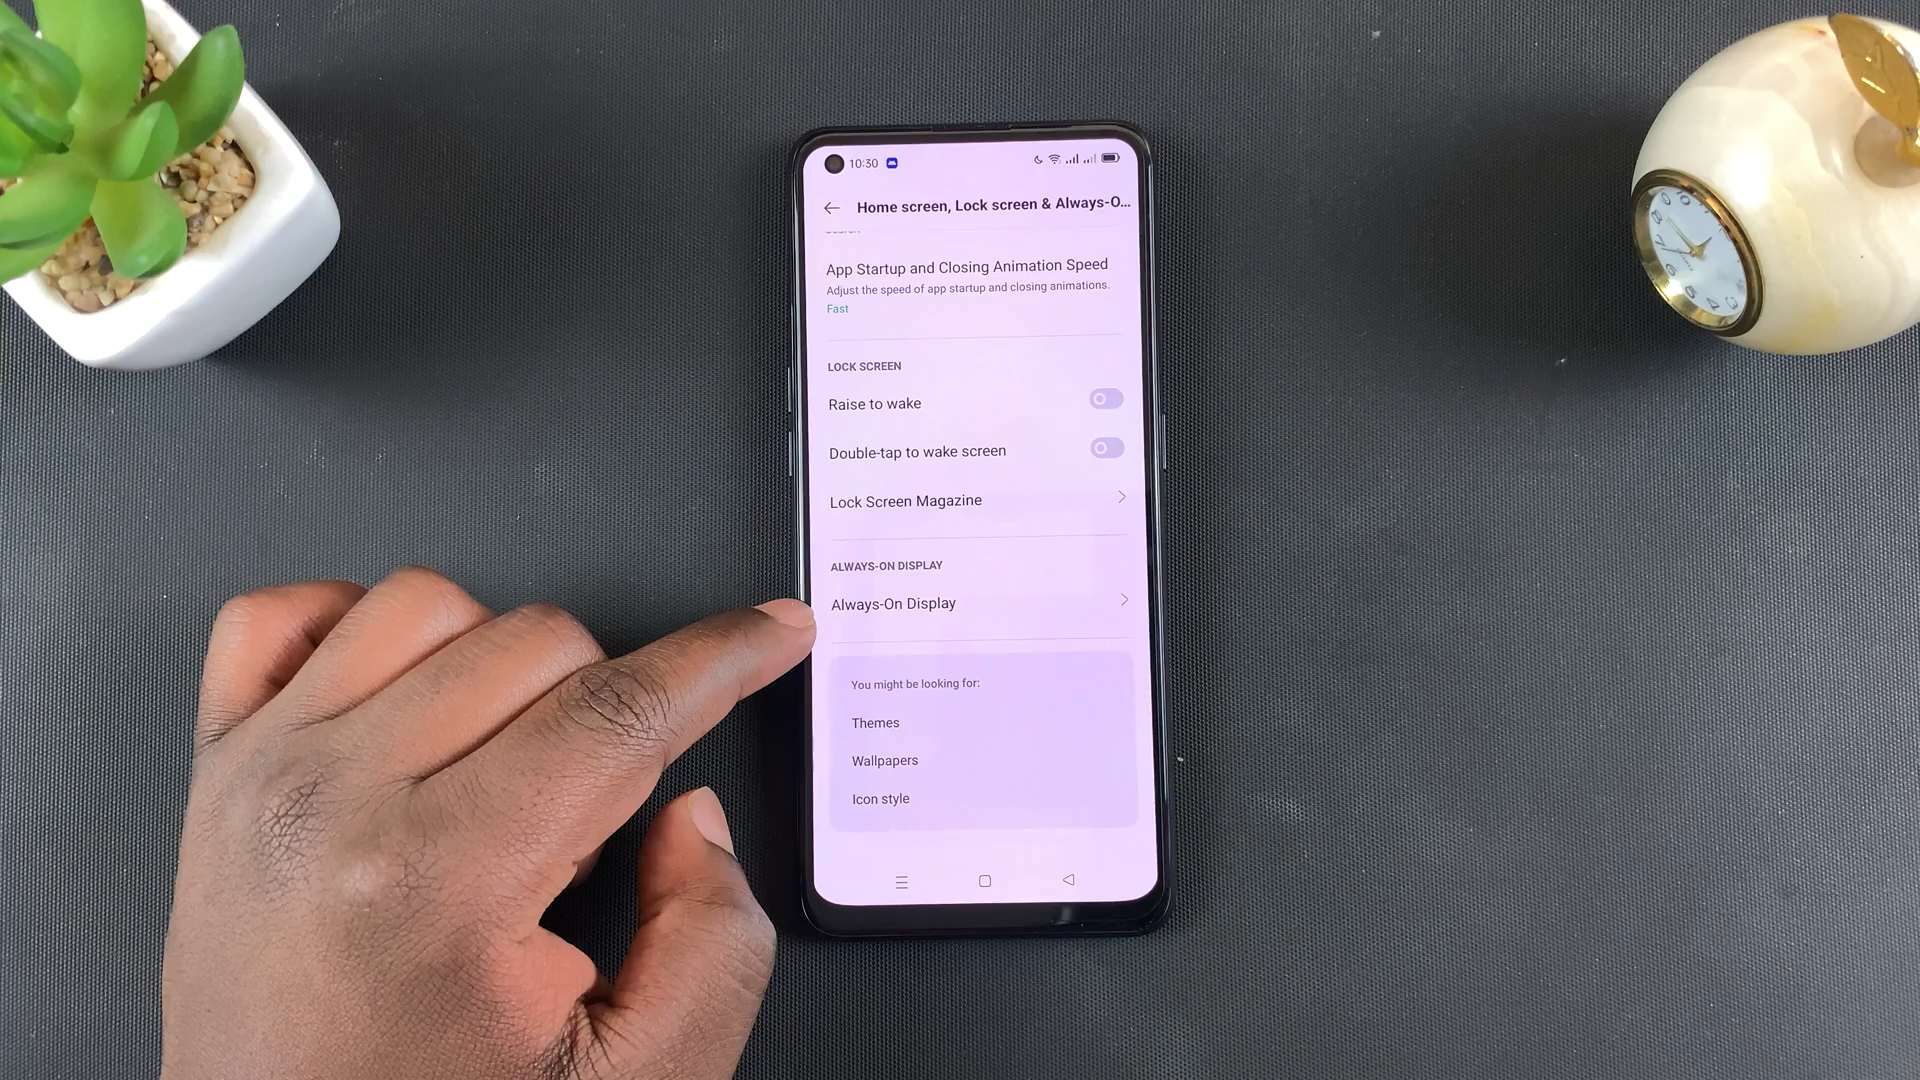 10:30
Home screen, Lock screen & Always-O...
App Startup and Closing Animation Speed
Adjust the speed of app startup and closing animations.
Fast
LOCK SCREEN
Raise to wake
Double-tap to wake screen
Lock Screen Magazine
ALWAYS-ON DISPLAY
Always-On Display
You might be looking for:
Themes
Wallpapers
Icon style